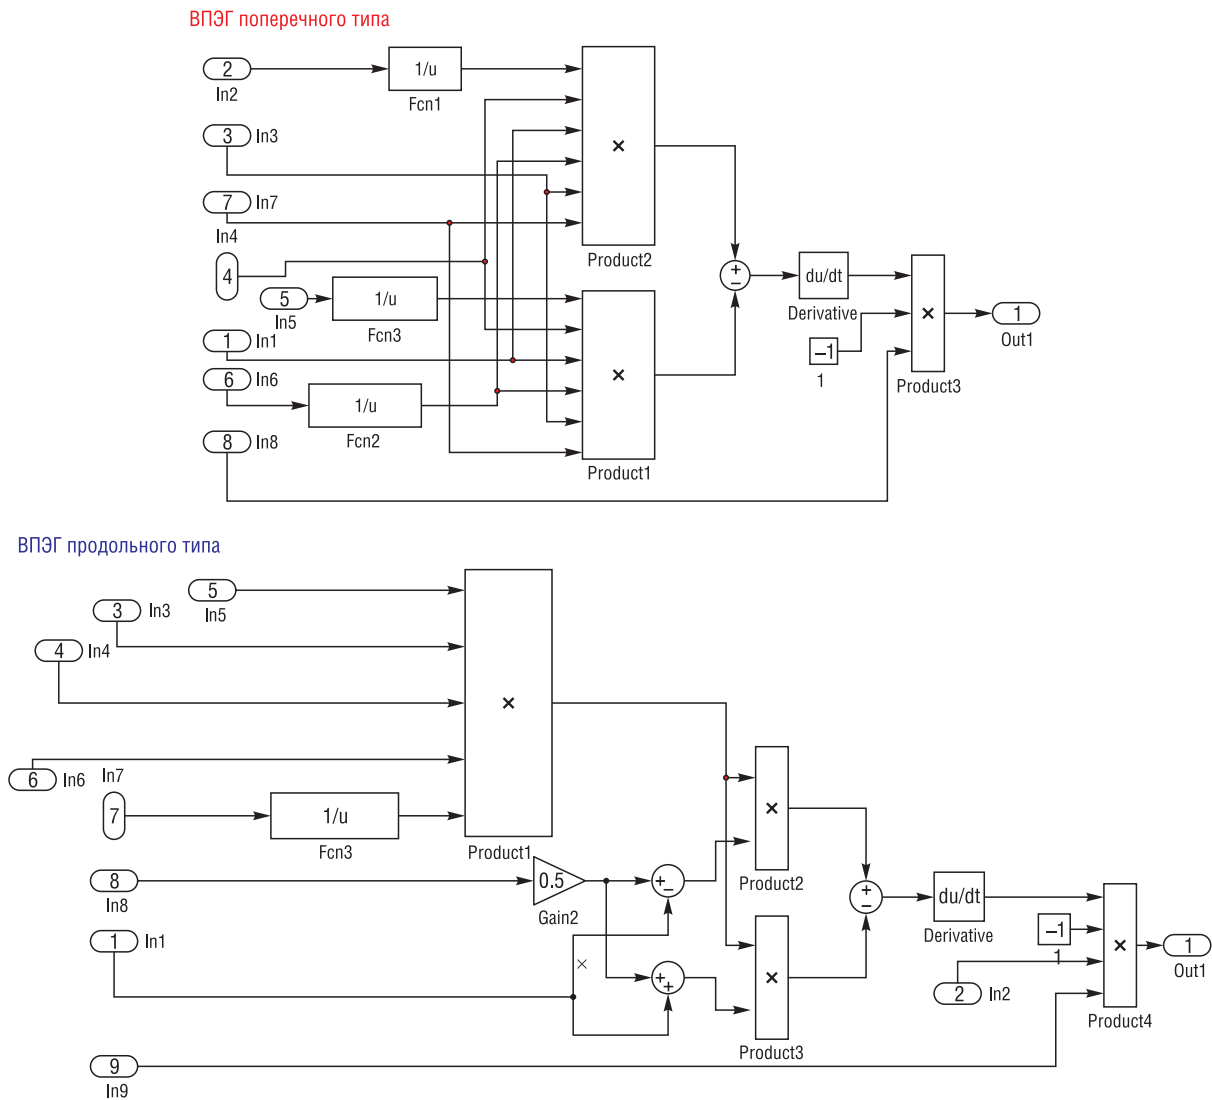 ВПЭГ поперечного типа
2
In2
1/u
Fcn1
3
In3
7
In7
In4
4
×
Product2
5
In5
1/u
Fcn3
1
In1
6
In6
1/u
Fcn2
8
In8
×
Product1
+
−
du/dt
Derivative
−1
1
×
Product3
1
Out1
ВПЭГ продольного типа
5
In5
3
In3
4
In4
6
In6
In7
7
1/u
Fcn3
×
Product1
8
In8
0.5
Gain2
1
In1
×
+
−
+
+
×
Product2
×
Product3
+
−
du/dt
Derivative
−1
1
2
In2
×
Product4
1
Out1
9
In9